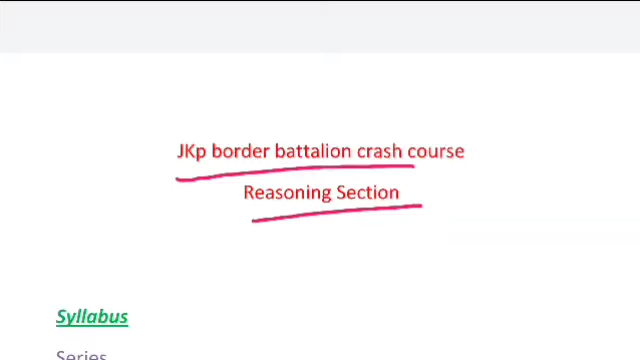 JKp border battalion crash course
Reasoning Section
Syllabus
Series